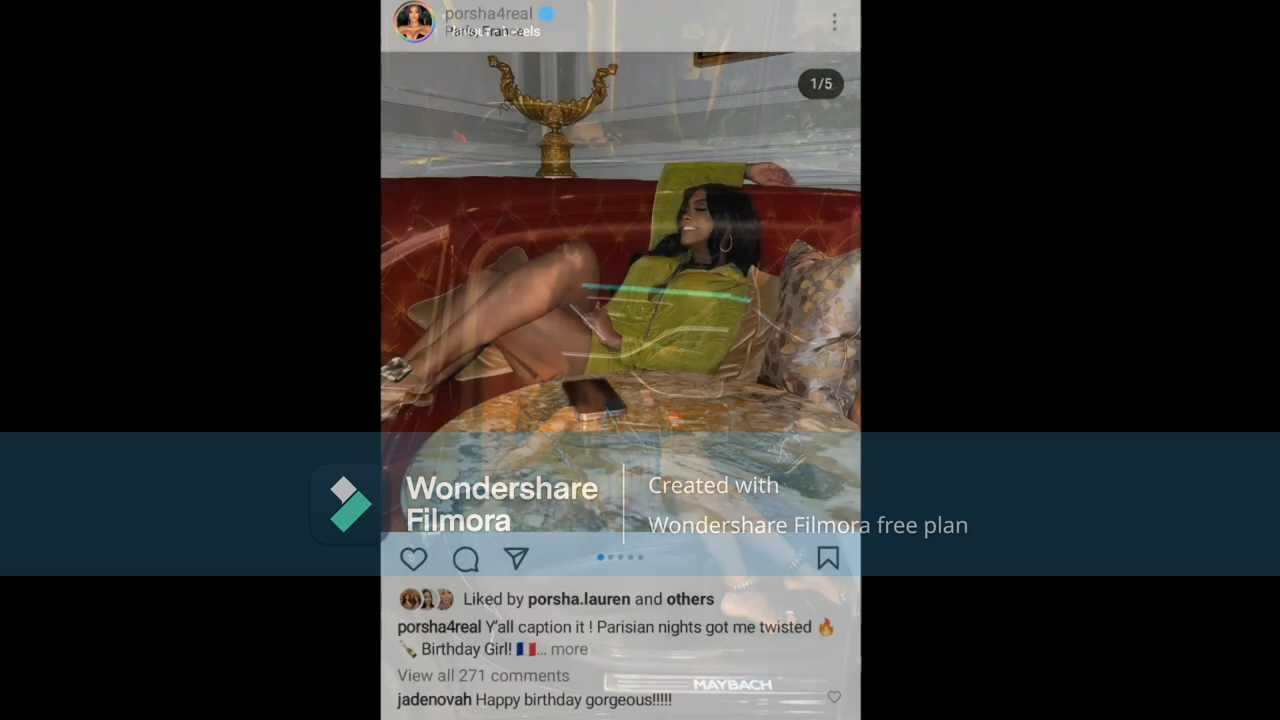 porsha4real
Paris, France
1/5
Wondershare
Filmora
Created with
Wondershare Filmora free plan
Liked by porsha.lauren and others
porsha4real Y'all caption it ! Parisian nights got me twisted 🔥
🍾 Birthday Girl! 🇫🇷... more
View all 271 comments
MAYBACH
jadenovah Happy birthday gorgeous!!!!!